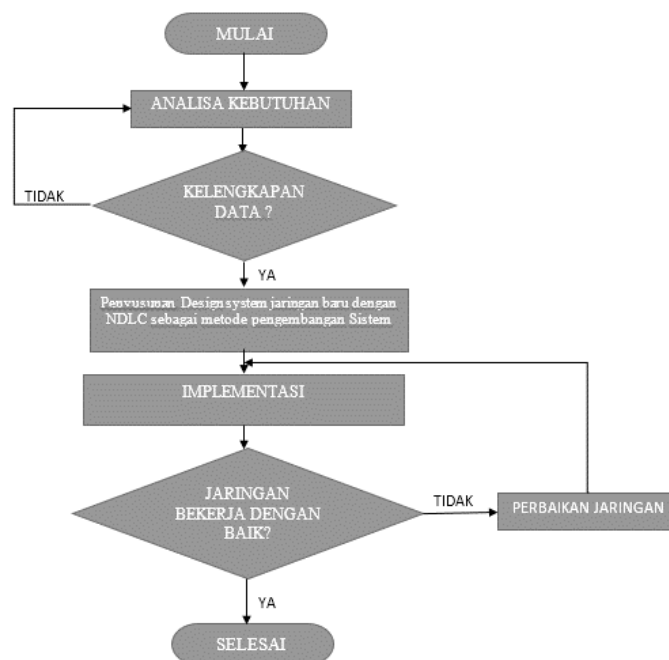 MULAI
ANALISA KEBUTUHAN
KELENGKAPAN
DATA ?
TIDAK
YA
Penyusunan Design system jaringan baru dengan
NDLC sebagai metode pengembangan Sistem
IMPLEMENTASI
JARINGAN
BEKERJA DENGAN
BAIK?
TIDAK
PERBAIKAN JARINGAN
YA
SELESAI